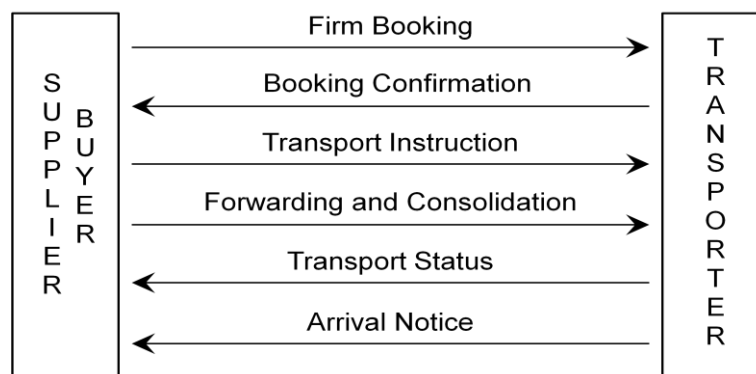 SUPPLIER
BUYER
Firm Booking
Booking Confirmation
Transport Instruction
Forwarding and Consolidation
Transport Status
Arrival Notice
TRANSPORTER